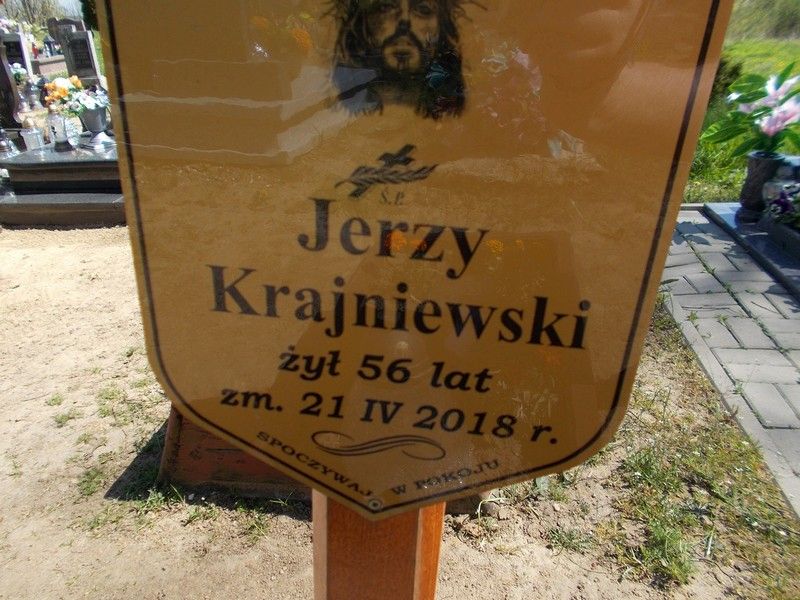 Ś.P.
Jerzy
Krajniewski
żył 56 lat
zm. 21 IV 2018 r.
SPOCZYWAJ W POKOJU